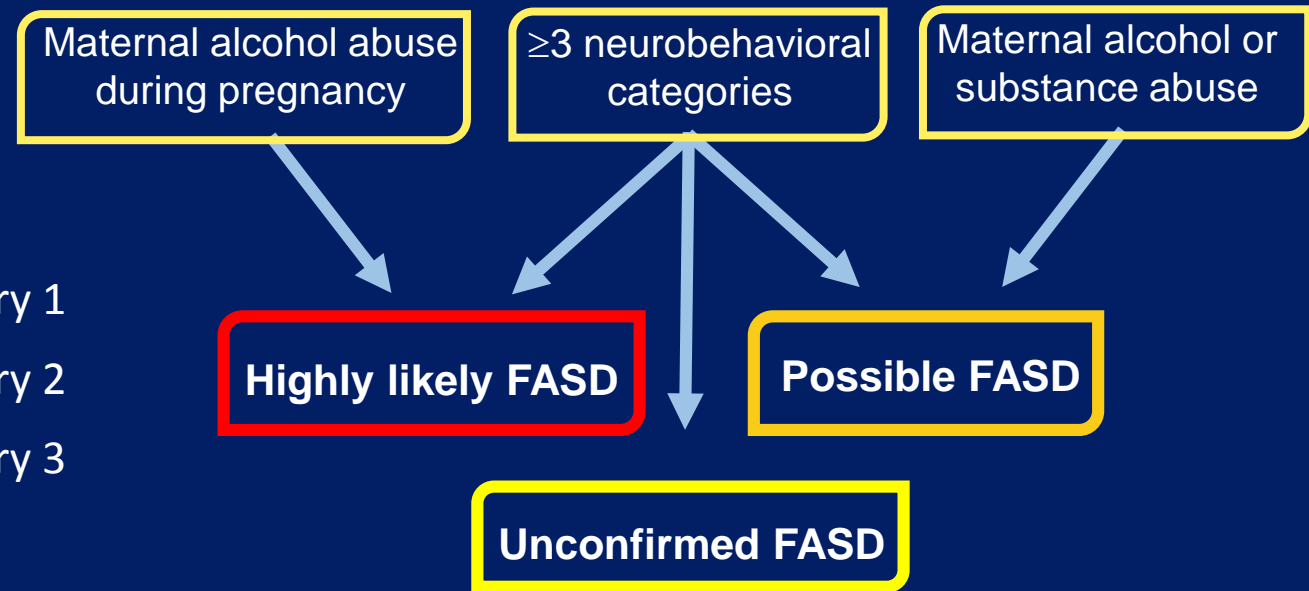 Maternal alcohol abuse
during pregnancy
≥3 neurobehavioral
categories
Maternal alcohol or
substance abuse
ry 1
ry 2
ry 3
Highly likely FASD
Possible FASD
Unconfirmed FASD